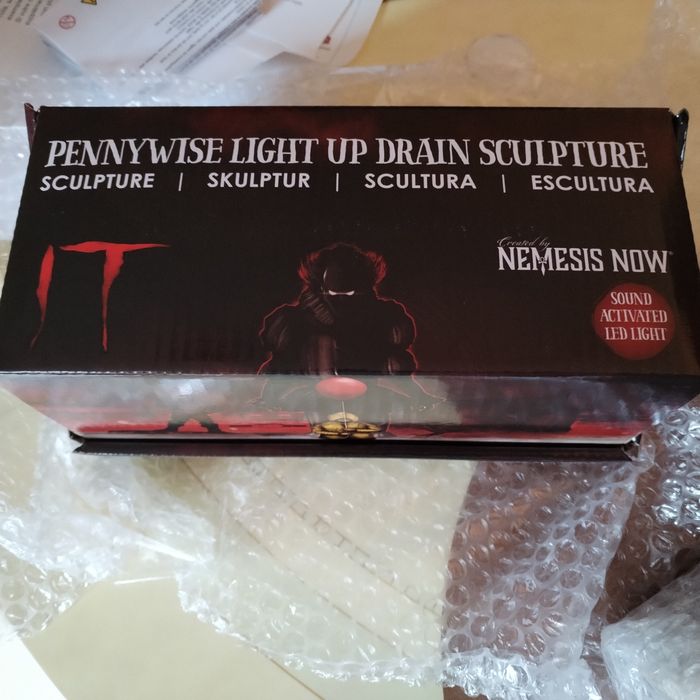 PENNYWISE LIGHT UP DRAIN SCULPTURE
SCULPTURE | SKULPTUR | SCULTURA | ESCULTURA
IT
Created by
NEMESIS NOW
SOUND
ACTIVATED
LED LIGHT